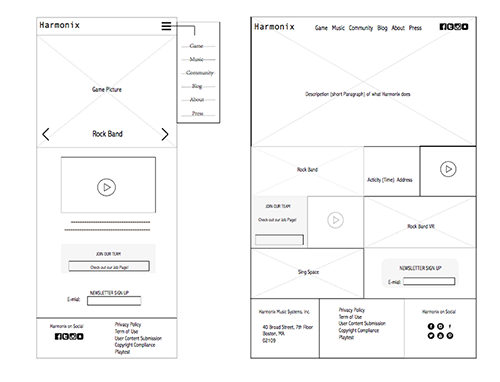 Harmonix
Game
Music
Community
Blog
About
Press
Game Picture
Rock Band
JOIN OUR TEAM
Check out our Job Page!
NEWSLETTER SIGN UP
E-mial:
Harmonix on Social
Privacy Policy
Term of Use
User Content Submission
Copyright Compliance
Playtest
Harmonix
Game Music Community Blog About Press
Description (short Paragraph) of what Harmonix does
Rock Band
Activity (Time) Address
JOIN OUR TEAM
Check out our Job Page!
Rock Band VR
Sing Space
NEWSLETTER SIGN UP
E-mail:
Harmonix Music Systems, Inc.
40 Broad Street, 7th Floor
Boston, MA
02109
Privacy Policy
Term of Use
User Content Submission
Copyright Compliance
Playtest
Harmonix on Social